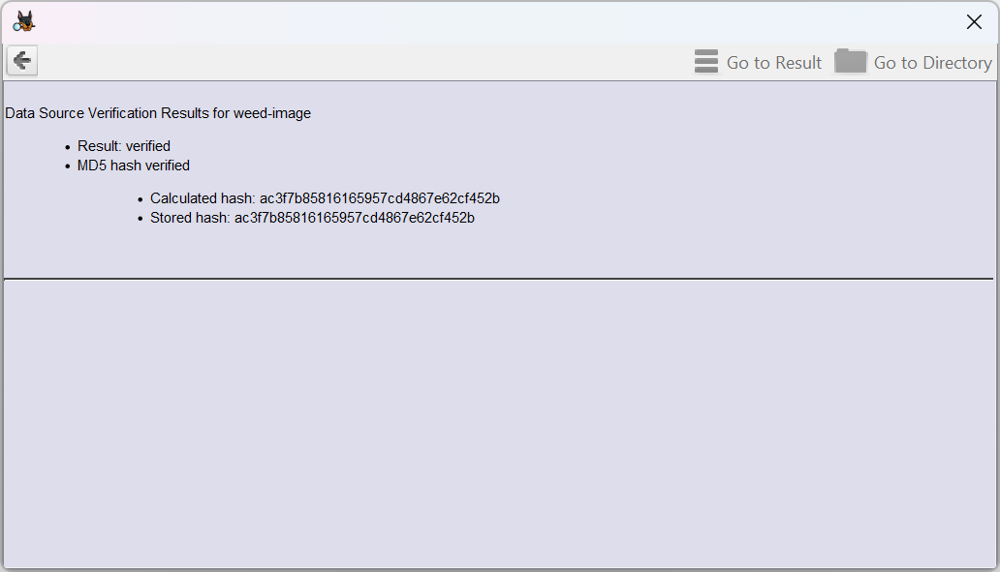 Go to Result
Go to Directory
Data Source Verification Results for weed-image
Result: verified
MD5 hash verified
Calculated hash: ac3f7b85816165957cd4867e62cf452b
Stored hash: ac3f7b85816165957cd4867e62cf452b